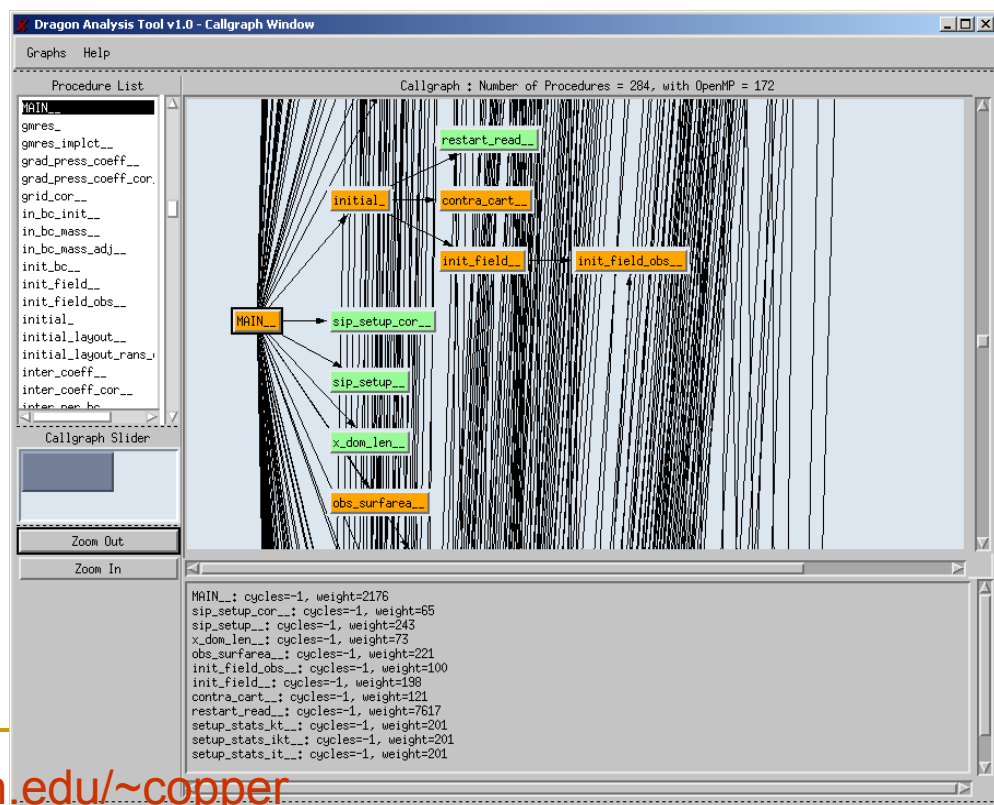 Dragon Analysis Tool v1.0 - Callgraph Window
Graphs Help
Procedure List
MAIN__
gmres_
gmres_implct__
grad_press_coeff__
grad_press_coeff_cor_
grid_cor__
in_bc_init__
in_bc_mass__
in_bc_mass_adj__
init_bc__
init_field__
init_field_obs__
initial_
initial_layout__
initial_layout_rans_
inter_coeff__
inter_coeff_cor__
inter_per_bc
Callgraph Slider
Zoom Out
Zoom In
Callgraph : Number of Procedures = 284, with OpenMP = 172
restart_read__
initial_
contra_cart__
init_field__
init_field_obs__
MAIN__
sip_setup_cor__
sip_setup__
x_dom_len__
obs_surfarea__
MAIN__: cycles=-1, weight=2176
sip_setup_cor__: cycles=-1, weight=65
sip_setup__: cycles=-1, weight=243
x_dom_len__: cycles=-1, weight=73
obs_surfarea__: cycles=-1, weight=221
init_field_obs__: cycles=-1, weight=100
init_field__: cycles=-1, weight=198
contra_cart__: cycles=-1, weight=121
restart_read__: cycles=-1, weight=7617
setup_stats_kt__: cycles=-1, weight=201
setup_stats_ikt__: cycles=-1, weight=201
setup_stats_it__: cycles=-1, weight=201
.edu/~copper